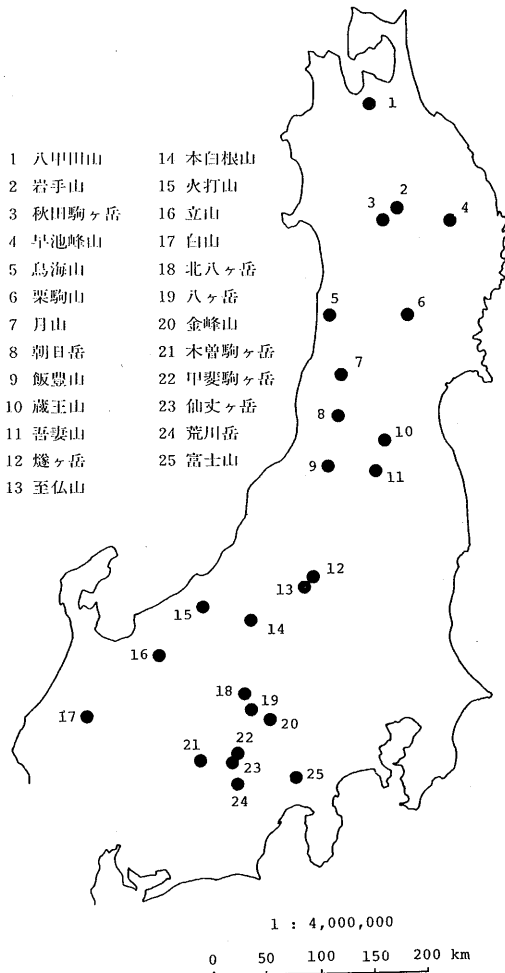 1 八甲田山
2 岩手山
3 秋田駒ヶ岳
4 早池峰山
5 鳥海山
6 栗駒山
7 月山
8 朝日岳
9 飯豊山
10 蔵王山
11 吾妻山
12 燧ヶ岳
13 至仏山
14 本白根山
15 火打山
16 立山
17 白山
18 北八ヶ岳
19 八ヶ岳
20 金峰山
21 木曽駒ヶ岳
22 甲斐駒ヶ岳
23 仙丈ヶ岳
24 荒川岳
25 富士山
1
2
3
4
5
6
7
8
10
9
11
12
13
15
14
16
18
19
17
20
22
21
23
25
24
1 : 4,000,000
0 50 100 150 200 km